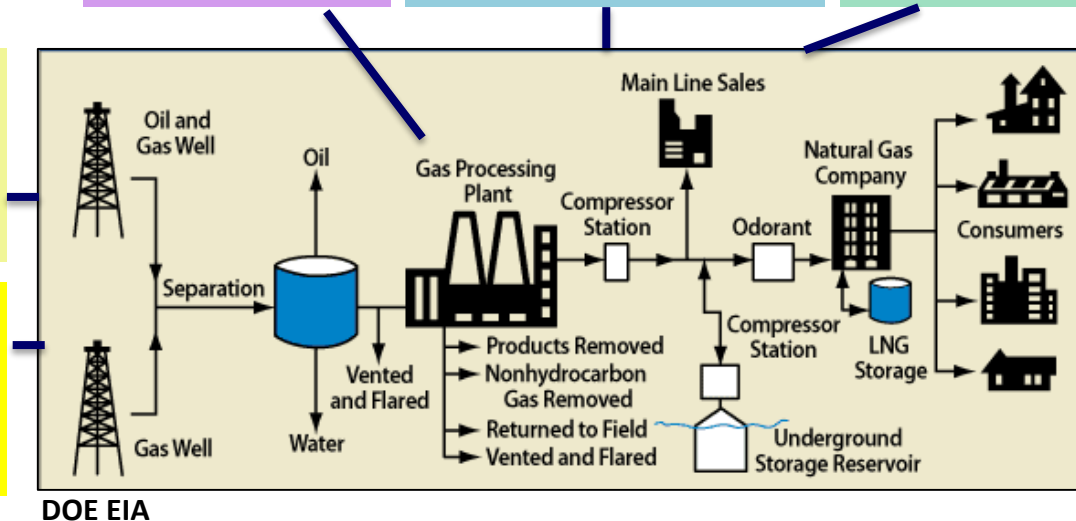 Main Line Sales
Oil and
Gas Well
Oil
Gas Processing
Plant
Natural Gas
Company
Compressor
Station
Odorant
Consumers
Separation
Compressor
Station
LNG
Storage
Vented
and Flared
Products Removed
Nonhydrocarbon
Gas Removed
Returned to Field
Vented and Flared
Gas Well
Water
Underground
Storage Reservoir
DOE EIA